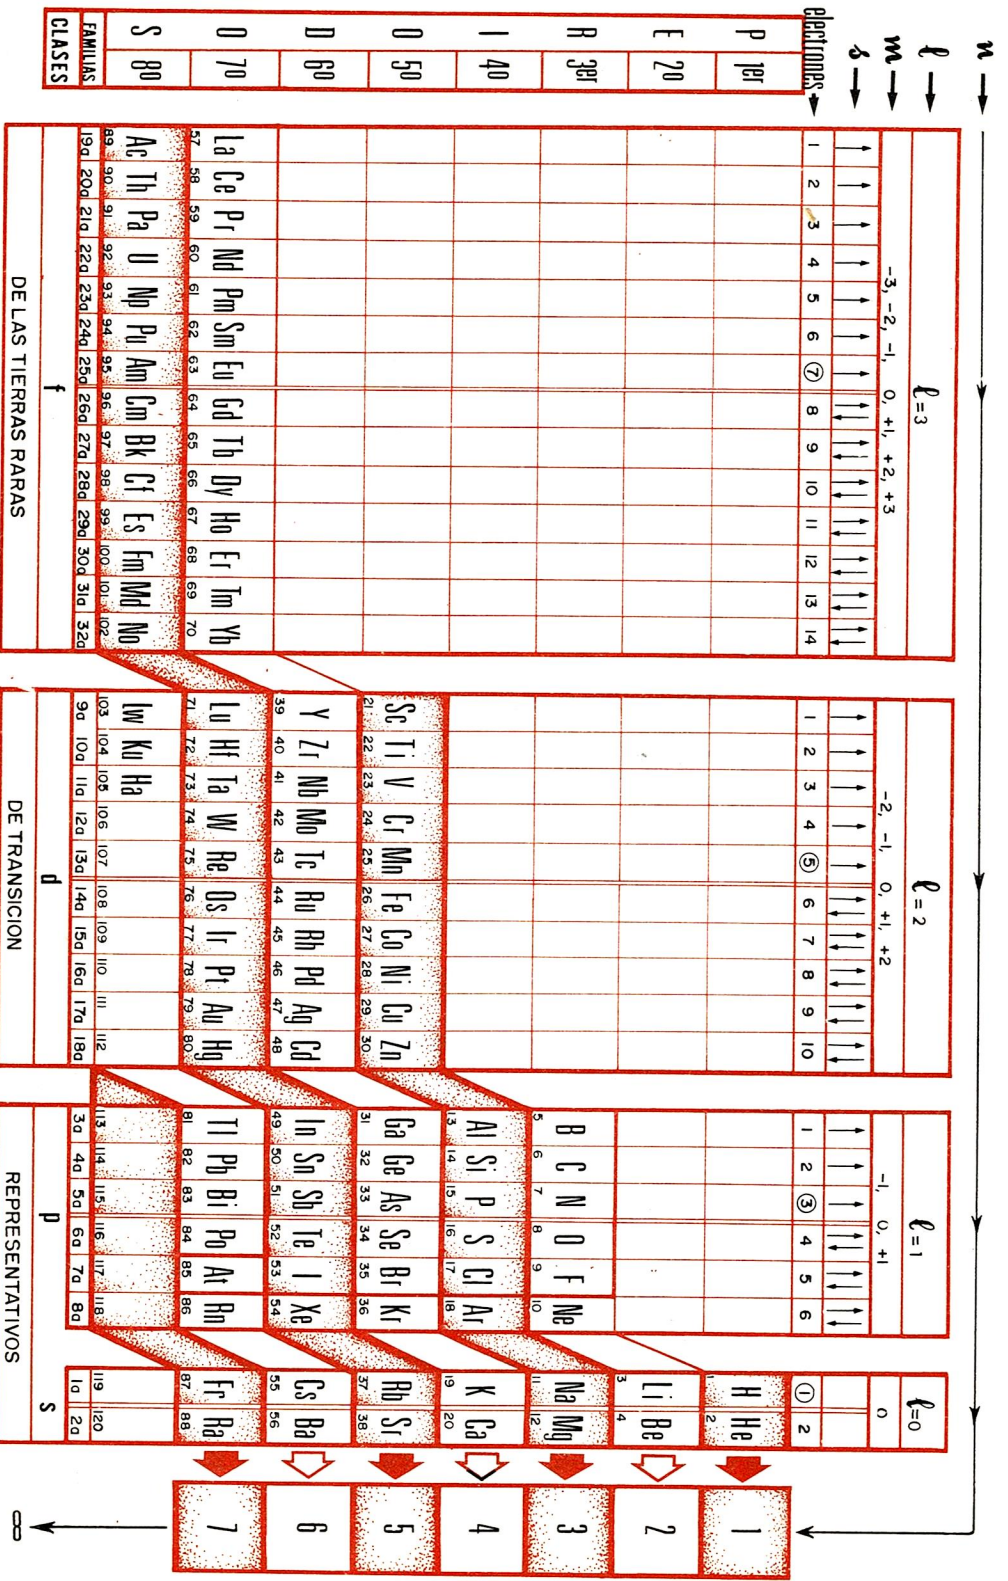 n →
ℓ → ℓ=3 ℓ=2 ℓ=1 ℓ=0
m → -3, -2, -1, 0, +1, +2, +3 -2, -1, 0, +1, +2 -1, 0, +1 0
s →
electrones → 1 2 3 4 5 6 7 8 9 10 11 12 13 14 1 2 3 4 5 6 7 8 9 10 1 2 3 4 5 6 1 2
P 1er 1 H 2 He 1
E 2o 3 Li 4 Be 2
R 3er 5 B 6 C 7 N 8 O 9 F 10 Ne 11 Na 12 Mg 3
I 4o 13 Al 14 Si 15 P 16 S 17 Cl 18 Ar 19 K 20 Ca 4
O 5o 21 Sc 22 Ti 23 V 24 Cr 25 Mn 26 Fe 27 Co 28 Ni 29 Cu 30 Zn 31 Ga 32 Ge 33 As 34 Se 35 Br 36 Kr 37 Rb 38 Sr 5
D 6o 39 Y 40 Zr 41 Nb 42 Mo 43 Tc 44 Ru 45 Rh 46 Pd 47 Ag 48 Cd 49 In 50 Sn 51 Sb 52 Te 53 I 54 Xe 55 Cs 56 Ba 6
O 7o 57 La 58 Ce 59 Pr 60 Nd 61 Pm 62 Sm 63 Eu 64 Gd 65 Tb 66 Dy 67 Ho 68 Er 69 Tm 70 Yb 71 Lu 72 Hf 73 Ta 74 W 75 Re 76 Os 77 Ir 78 Pt 79 Au 80 Hg 81 Tl 82 Pb 83 Bi 84 Po 85 At 86 Rn 87 Fr 88 Ra 7
S 8o 89 Ac 90 Th 91 Pa 92 U 93 Np 94 Pu 95 Am 96 Cm 97 Bk 98 Cf 99 Es 100 Fm 101 Md 102 No 103 Lw 104 Ku 105 Ha 106 107 108 109 110 111 112 113 114 115 116 117 118 119 120
FAMILIAS 19a 20a 21a 22a 23a 24a 25a 26a 27a 28a 29a 30a 31a 32a 9a 10a 11a 12a 13a 14a 15a 16a 17a 18a 3a 4a 5a 6a 7a 8a 1a 2a
CLASES f d p s
DE LAS TIERRAS RARAS DE TRANSICION REPRESENTATIVOS ∞